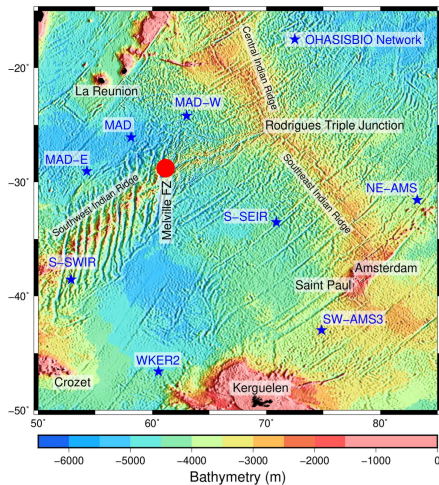 −15˚
−20˚
−30˚
−40˚
−50˚
50˚
60˚
70˚
80˚
OHASISBIO Network
Central Indian Ridge
La Reunion
MAD−W
MAD
Rodrigues Triple Junction
MAD−E
Southwest Indian Ridge
Melville FZ
Southeast Indian Ridge
NE−AMS
S−SEIR
S−SWIR
Amsterdam
Saint Paul
SW−AMS3
WKER2
Crozet
Kerguelen
−6000
−5000
−4000
−3000
−2000
−1000
0
Bathymetry (m)